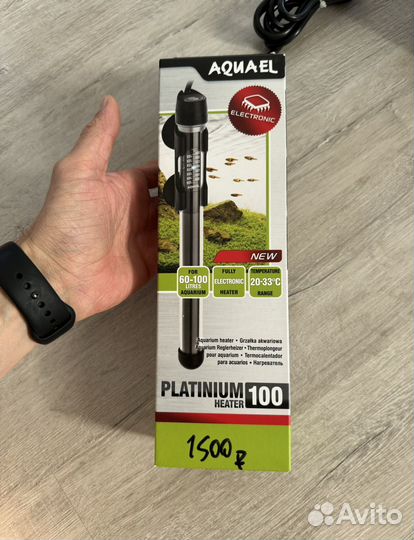 AQUAEL
ELECTRONIC
NEW
FOR
60-100
LITRES
AQUARIUM
FULLY
ELECTRONIC
HEATER
TEMPERATURE
20-33°C
RANGE
Aquarium heater • Grzałka akwariowa
Aquarium Reglerheizer • Thermoplongeur
pour aquarium • Termocalentador
para acuarios • Нагреватель
PLATINIUM 100
HEATER
1500 ₽
Avito